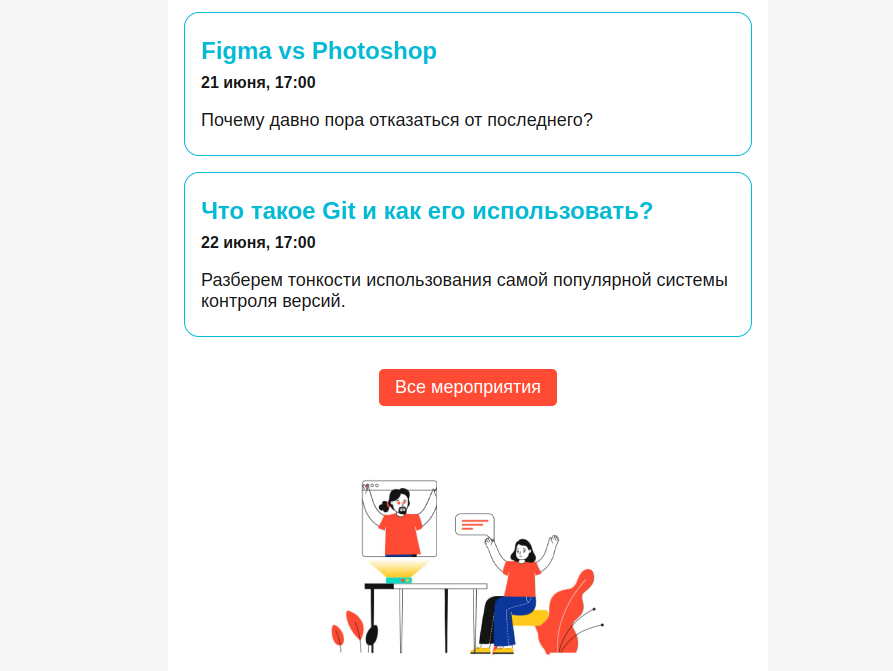 Figma vs Photoshop
21 июня, 17:00
Почему давно пора отказаться от последнего?
Что такое Git и как его использовать?
22 июня, 17:00
Разберем тонкости использования самой популярной системы
контроля версий.
Все мероприятия